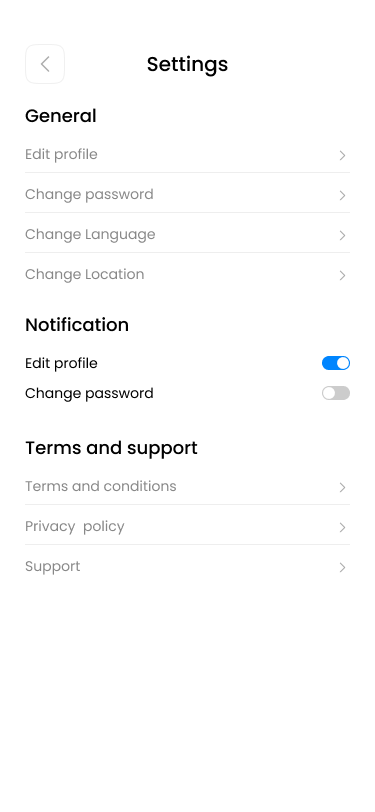 Settings
General
Edit profile
Change password
Change Language
Change Location
Notification
Edit profile
Change password
Terms and support
Terms and conditions
Privacy  policy
Support